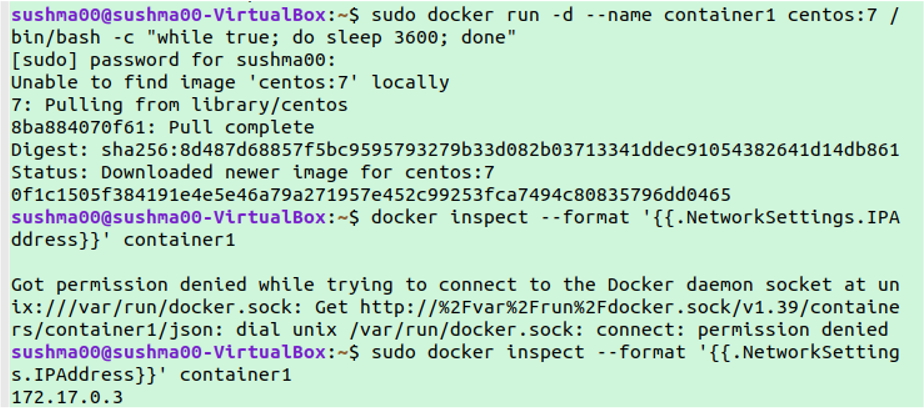 sushma00@sushma00-VirtualBox:~$ sudo docker run -d --name container1 centos:7 /
bin/bash -c "while true; do sleep 3600; done"
[sudo] password for sushma00:
Unable to find image 'centos:7' locally
7: Pulling from library/centos
8ba884070f61: Pull complete
Digest: sha256:8d487d68857f5bc9595793279b33d082b03713341ddec91054382641d14db861
Status: Downloaded newer image for centos:7
0f1c1505f384191e4e5e46a79a271957e452c99253fca7494c80835796dd0465
sushma00@sushma00-VirtualBox:~$ docker inspect --format '{{.NetworkSettings.IPA
ddress}}' container1
Got permission denied while trying to connect to the Docker daemon socket at un
ix:///var/run/docker.sock: Get http://%2Fvar%2Frun%2Fdocker.sock/v1.39/containe
rs/container1/json: dial unix /var/run/docker.sock: connect: permission denied
sushma00@sushma00-VirtualBox:~$ sudo docker inspect --format '{{.NetworkSetting
s.IPAddress}}' container1
172.17.0.3